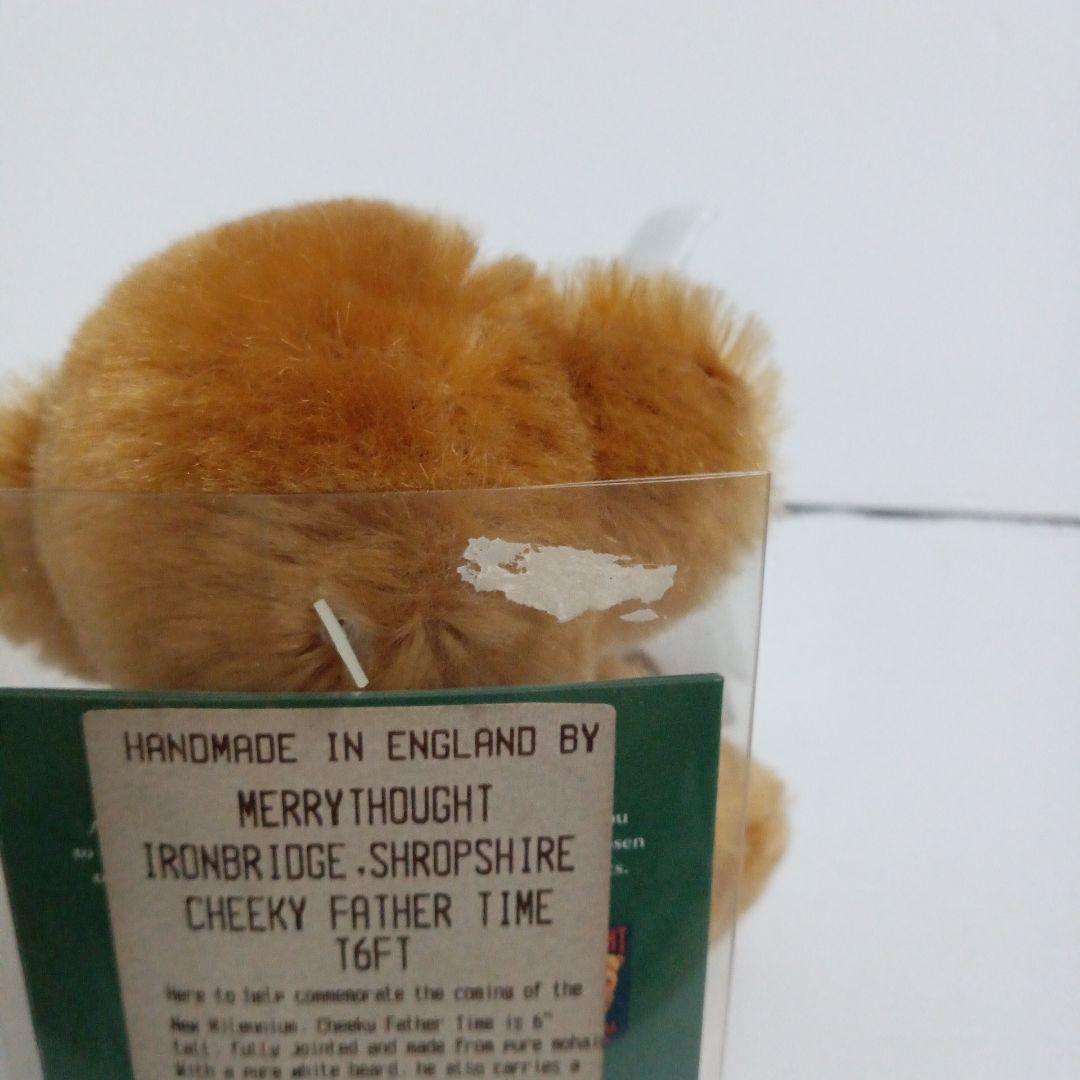 HANDMADE IN ENGLAND BY
MERRYTHOUGHT
IRONBRIDGE.SHROPSHIRE
CHEEKY FATHER TIME
T6FT
Here to help commemorate the coming of the
New Milennium. Cheeky Father Time is 6"
tall, fully jointed and made from pure mohair
With a pure white beard, he also carries a